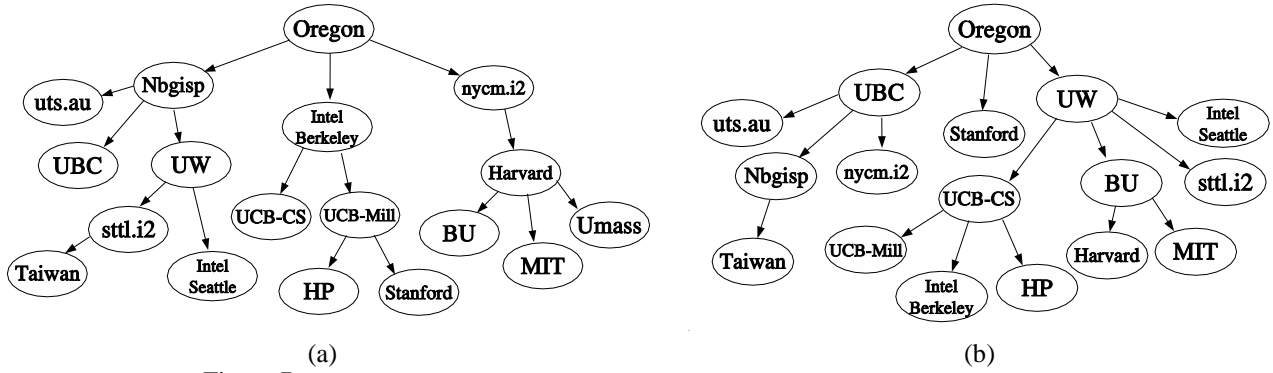 Oregon
Nbgisp
uts.au
UBC
UW
sttl.i2
Taiwan
Intel
Seattle
Intel
Berkeley
UCB-CS
UCB-Mill
HP
Stanford
nycm.i2
Harvard
BU
MIT
Umass
(a)
Oregon
UBC
uts.au
Nbgisp
nycm.i2
Taiwan
Stanford
UW
Intel
Seattle
sttl.i2
BU
Harvard
MIT
UCB-CS
UCB-Mill
Intel
Berkeley
HP
(b)